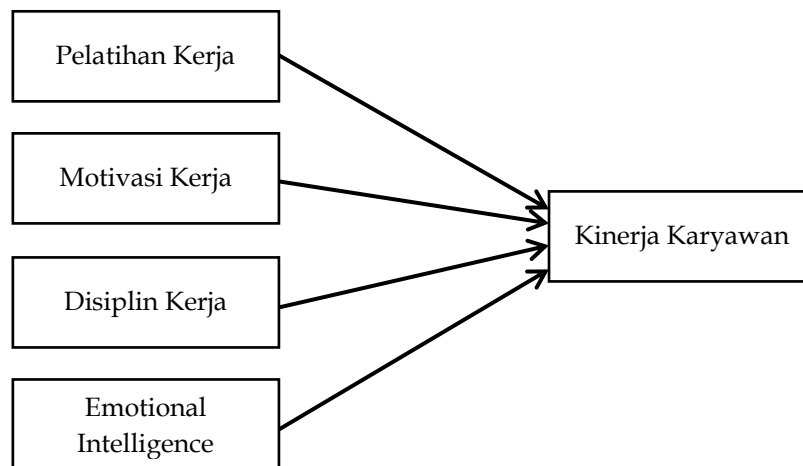 Pelatihan Kerja
Motivasi Kerja
Kinerja Karyawan
Disiplin Kerja
Emotional
Intelligence